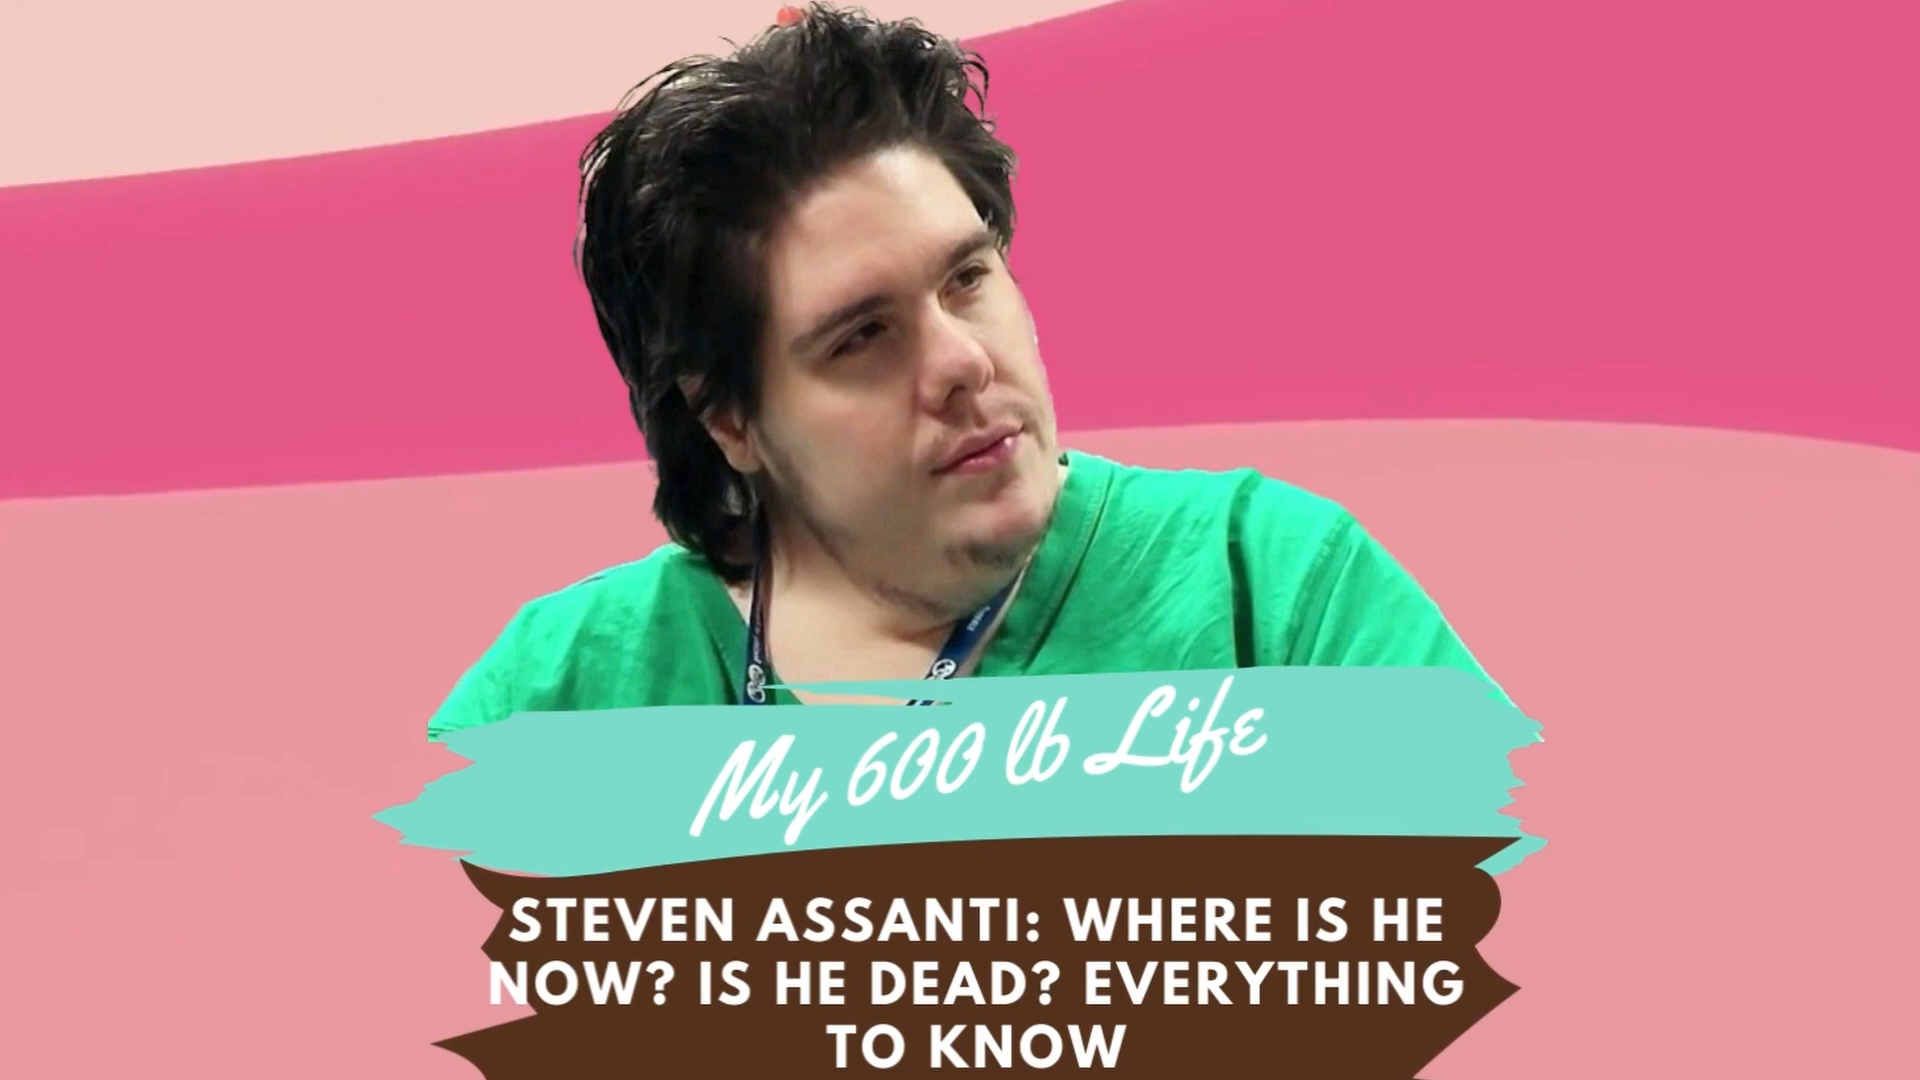 My 600 lb Life
STEVEN ASSANTI: WHERE IS HE
NOW? IS HE DEAD? EVERYTHING
TO KNOW